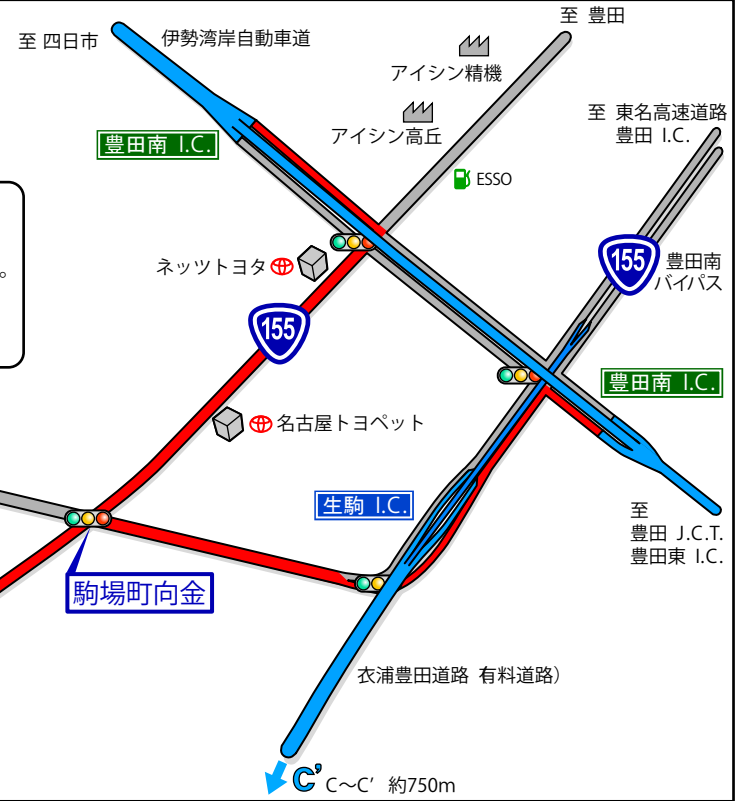 至 豊田
至 四日市
伊勢湾岸自動車道
アイシン精機
至 東名高速道路
豊田 I.C.
アイシン高丘
豊田南 I.C.
ESSO
。
ネッツトヨタ
155
豊田南
バイパス
155
豊田南 I.C.
名古屋トヨペット
生駒 I.C.
至
豊田 J.C.T.
豊田東 I.C.
駒場町向金
衣浦豊田道路 有料道路）
C' C～C' 約750m